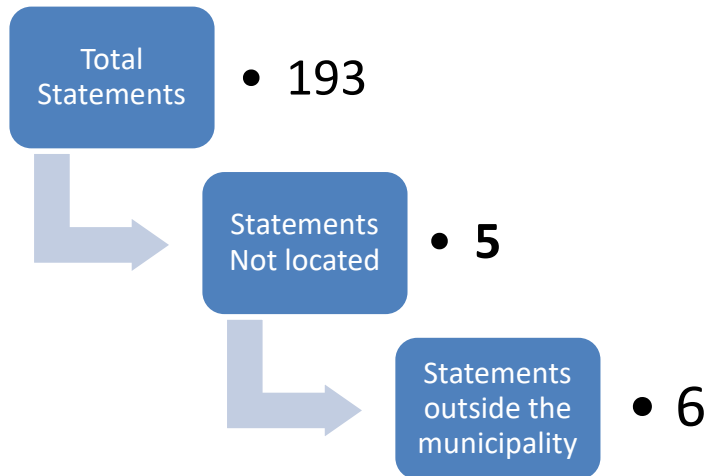 Total
Statements
• 193
Statements
Not located
• 5
Statements
outside the
municipality
• 6